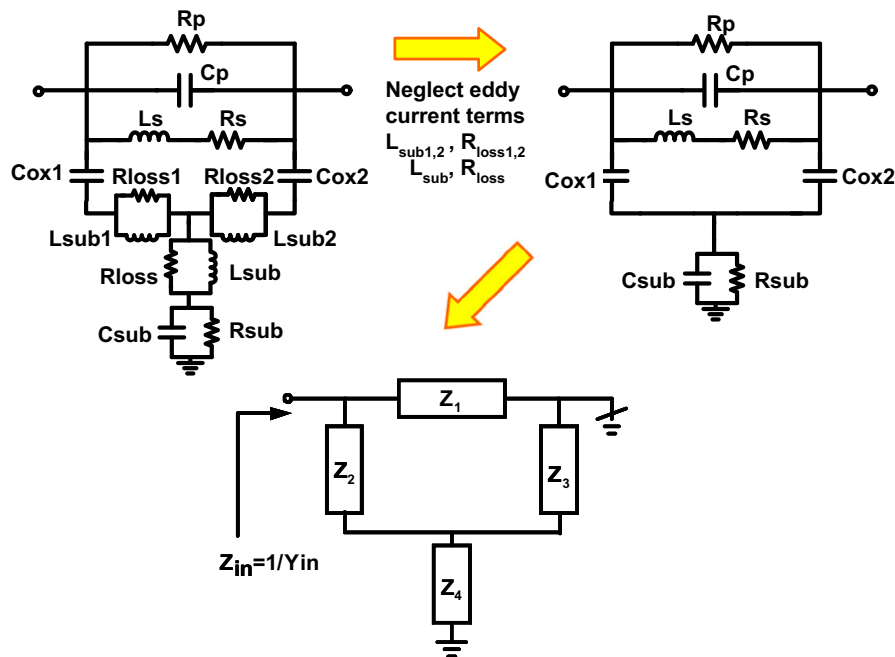 Rp
Cp
Ls
Rs
Cox1
Rloss1
Rloss2
Cox2
Lsub1
Lsub2
Rloss
Lsub
Csub
Rsub
Neglect eddy
current terms
Lsub1,2 , Rloss1,2
Lsub, Rloss
Rp
Cp
Ls
Rs
Cox1
Cox2
Csub
Rsub
Z1
Z2
Z3
Z4
Zin=1/Yin